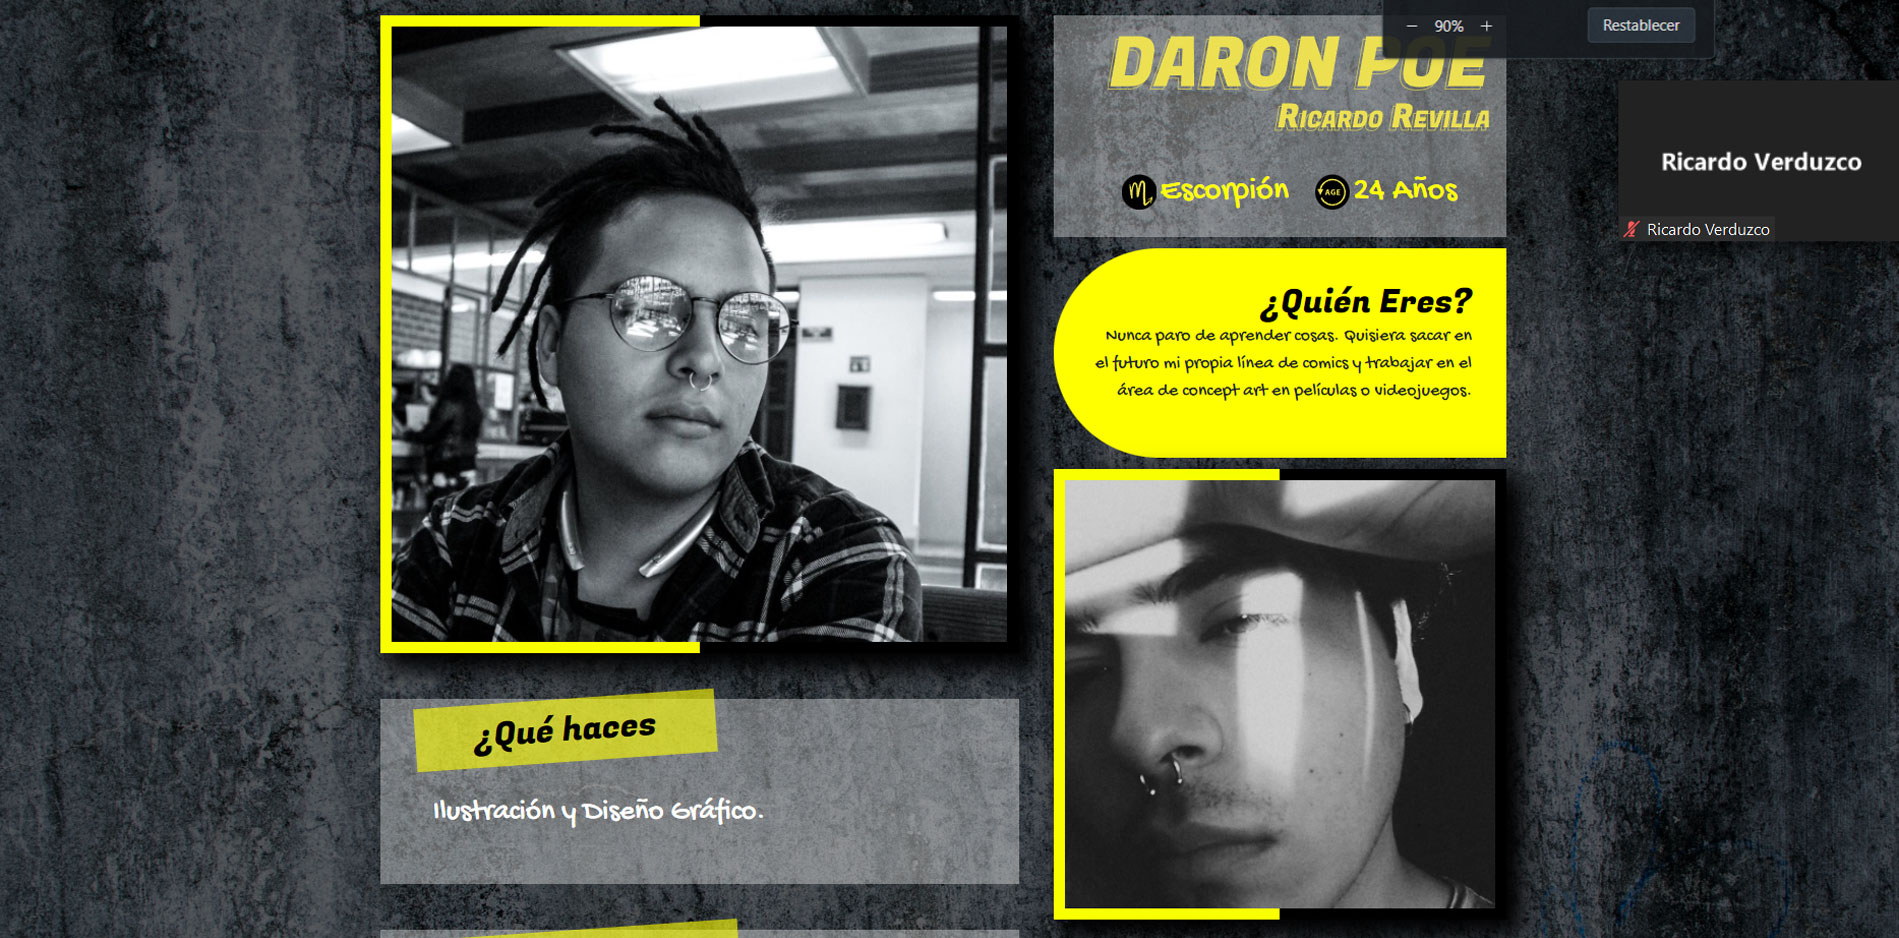 90%
Restablecer
DARON POE
RICARDO REVILLA
Escorpión
AGE
24 Años
Ricardo Verduzco
Ricardo Verduzco
¿Quién Eres?
Nunca paro de aprender cosas. Quisiera sacar en
el futuro mi propia línea de comics y trabajar en el
área de concept art en películas o videojuegos.
¿Qué haces
Ilustración y Diseño Gráfico.